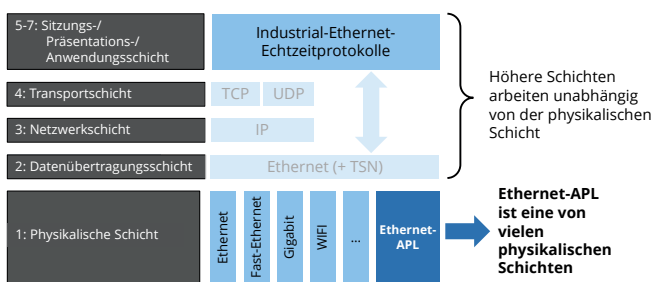 5-7: Sitzungs-/
Präsentations-/
Anwendungsschicht
Industrial-Ethernet-
Echtzeitprotokolle
4: Transportschicht
TCP
UDP
3: Netzwerkschicht
IP
2: Datenübertragungsschicht
Ethernet (+ TSN)
Höhere Schichten
arbeiten unabhängig
von der physikalischen
Schicht
1: Physikalische Schicht
Ethernet
Fast-Ethernet
Gigabit
WIFI
...
Ethernet-
APL
Ethernet-APL
ist eine von
vielen
physikalischen
Schichten